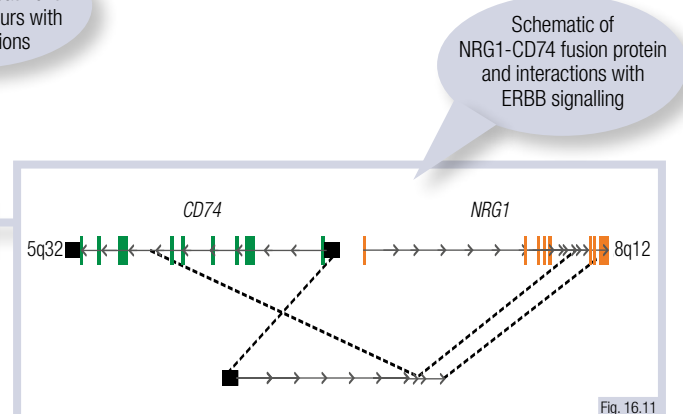 urs with
ions
Schematic of
NRG1-CD74 fusion protein
and interactions with
ERBB signalling
CD74
NRG1
5q32
8q12
Fig. 16.11